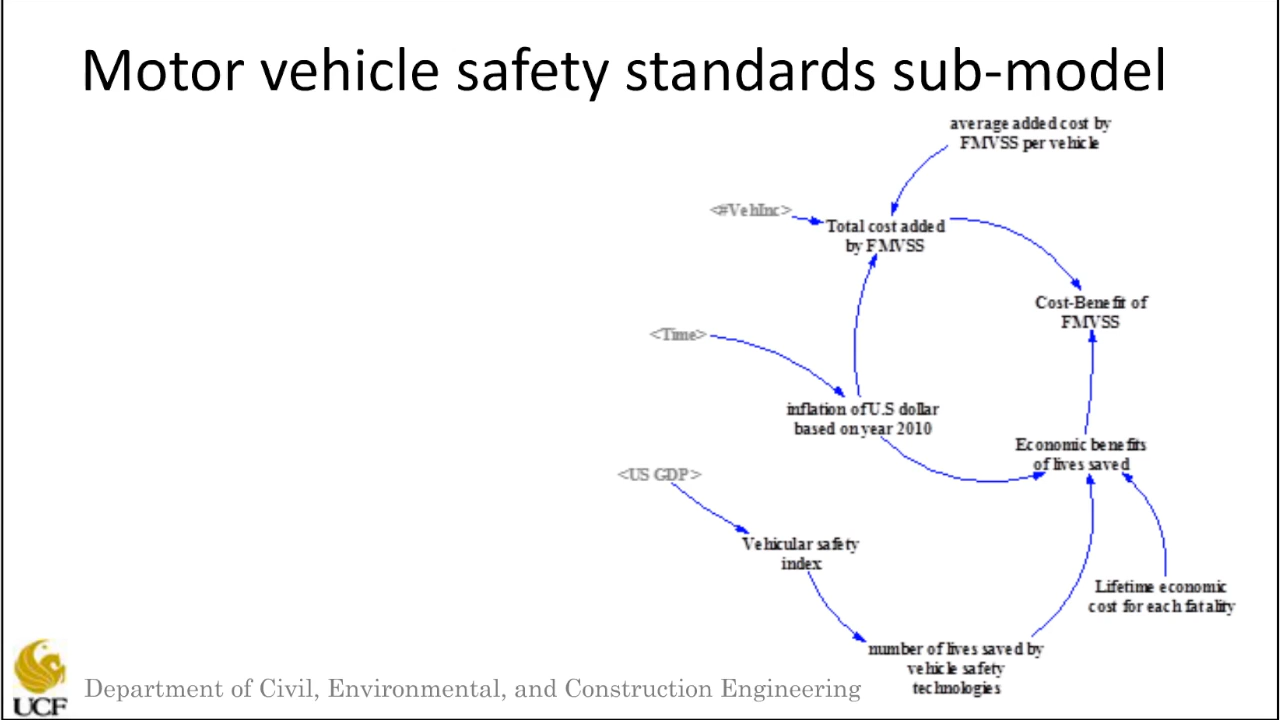 Motor vehicle safety standards sub-model
average added cost by
FMVSS per vehicle
<#VehInc>
Total cost added
by FMVSS
Cost-Benefit of
FMVSS
<Time>
inflation of U.S dollar
based on year 2010
Economic benefits
of lives saved
<US GDP>
Vehicular safety
index
Lifetime economic
cost for each fatality
number of lives saved by
vehicle safety
technologies
Department of Civil, Environmental, and Construction Engineering
UCF